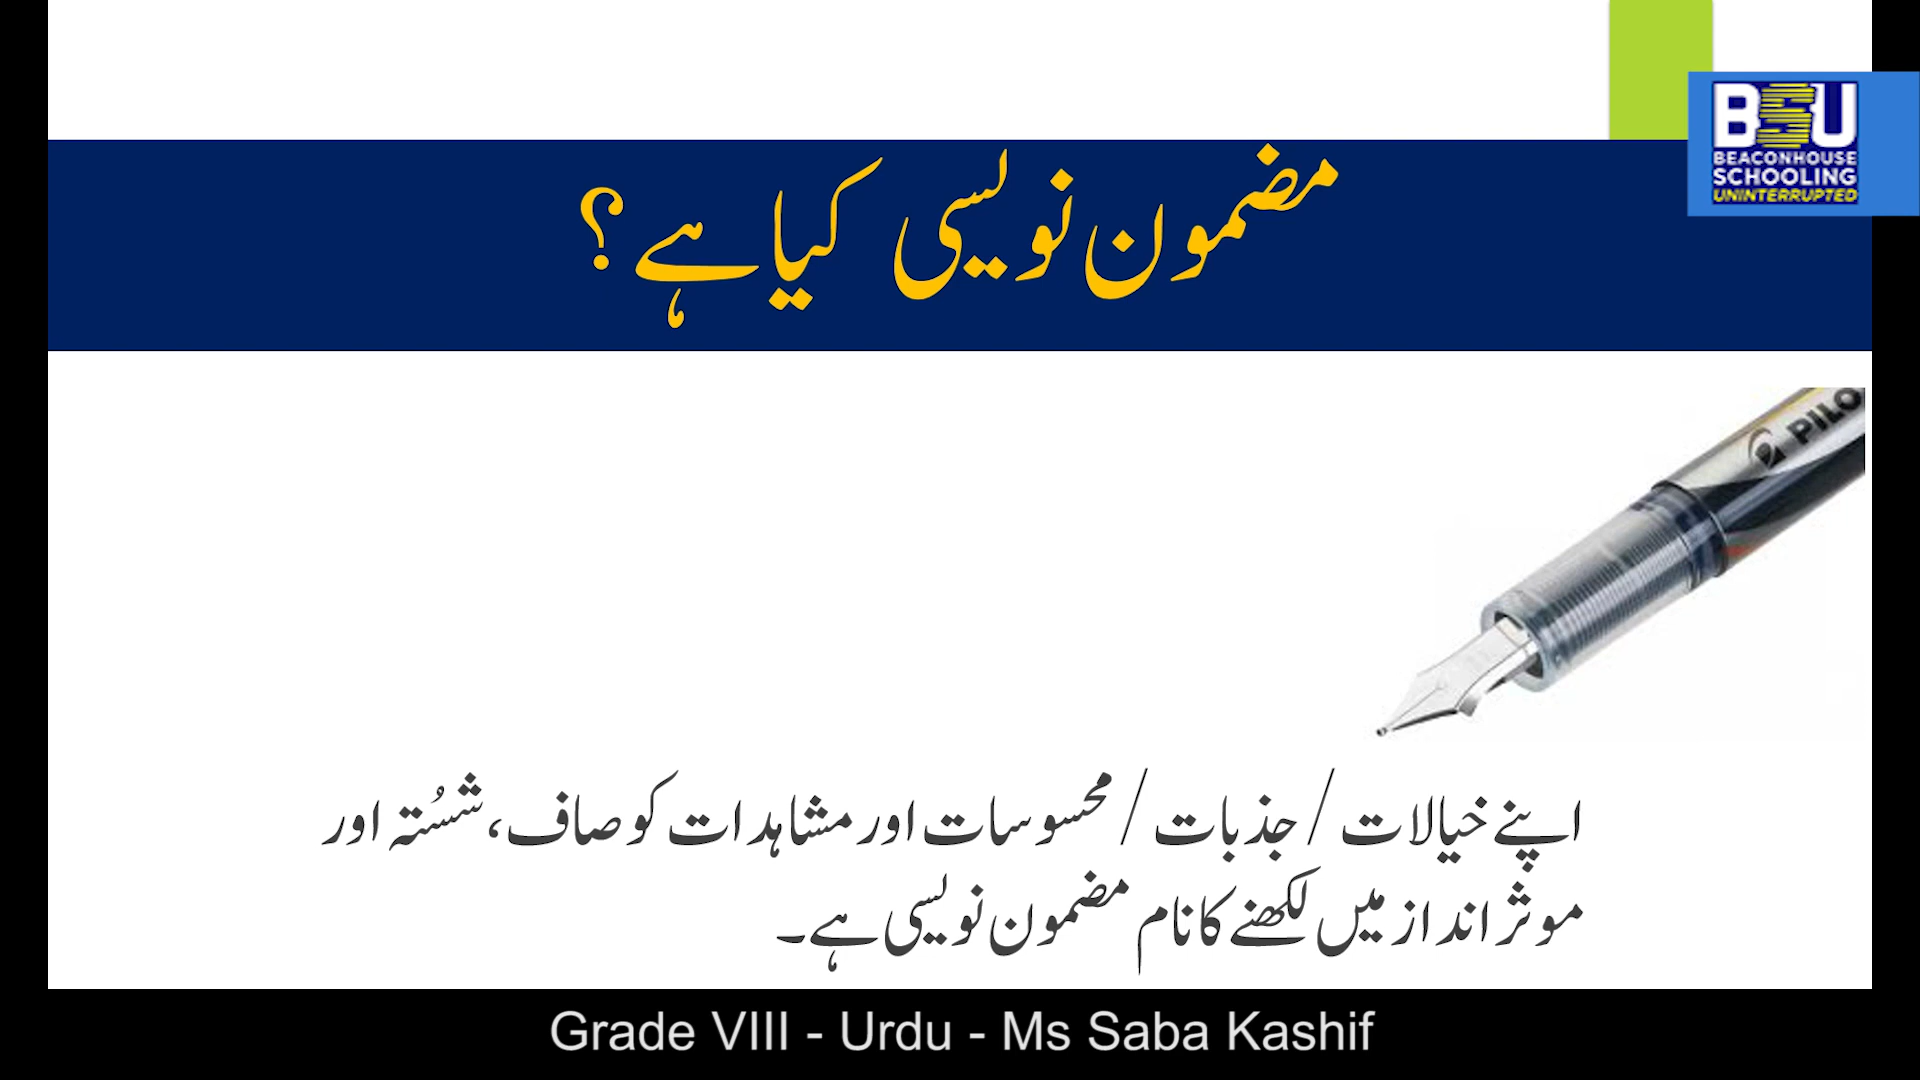 BSU
BEACONHOUSE
SCHOOLING
UNINTERRUPTED
مضمون نویسی کیا ہے؟
PILO
اپنے خیالات / جذبات / محسوسات اور مشاہدات کو صاف، شُستہ اور
موثر انداز میں لکھنے کا نام مضمون نویسی ہے۔
Grade VIII - Urdu - Ms Saba Kashif